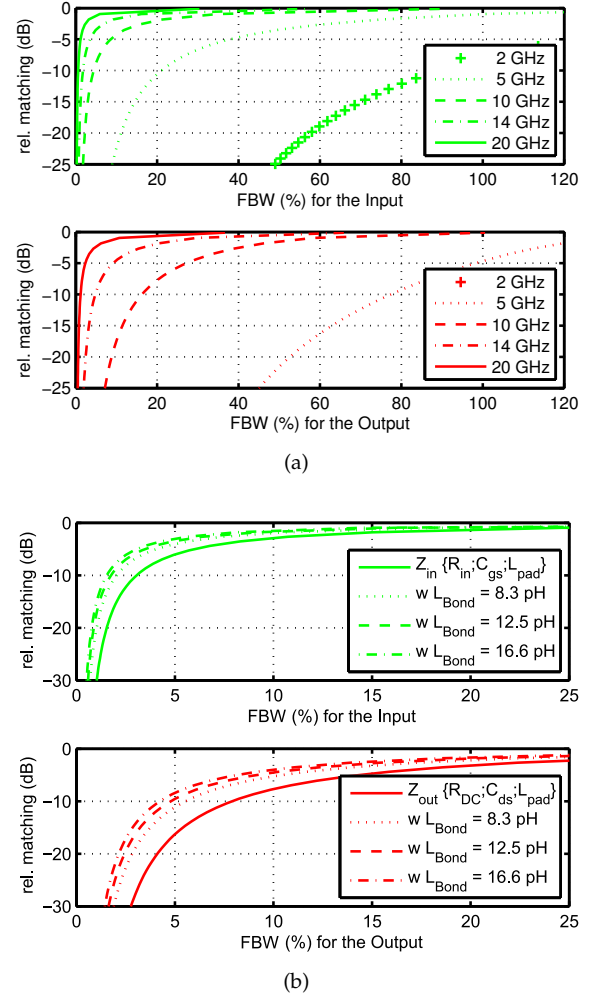 rel. matching (dB)
0
−5
−10
−15
−20
−25
0 20 40 60 80 100 120
FBW (%) for the Input
2 GHz
5 GHz
10 GHz
14 GHz
20 GHz
rel. matching (dB)
0
−5
−10
−15
−20
−25
0 20 40 60 80 100 120
FBW (%) for the Output
2 GHz
5 GHz
10 GHz
14 GHz
20 GHz
(a)
rel. matching (dB)
0
−10
−20
−30
0 5 10 15 20 25
FBW (%) for the Input
Z_in {R_in;C_gs;L_pad}
w L_Bond = 8.3 pH
w L_Bond = 12.5 pH
w L_Bond = 16.6 pH
rel. matching (dB)
0
−10
−20
−30
0 5 10 15 20 25
FBW (%) for the Output
Z_out {R_DC;C_ds;L_pad}
w L_Bond = 8.3 pH
w L_Bond = 12.5 pH
w L_Bond = 16.6 pH
(b)